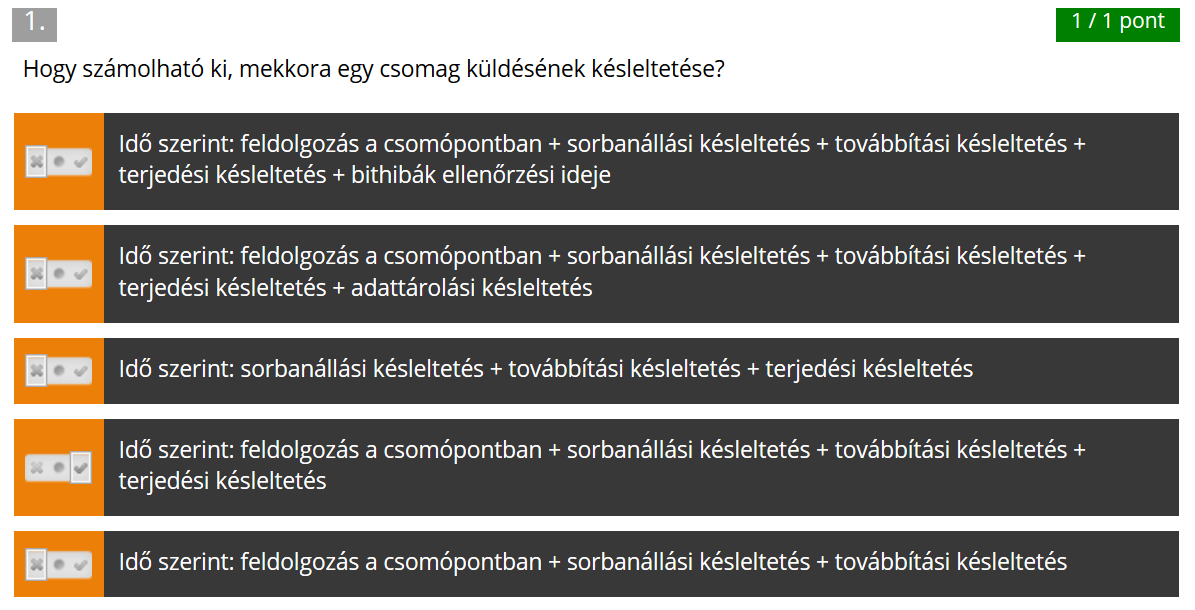 1.
1 / 1 pont
Hogy számolható ki, mekkora egy csomag küldésének késleltetése?
Idő szerint: feldolgozás a csomópontban + sorbanállási késleltetés + továbbítási késleltetés +
terjedési késleltetés + bithibák ellenőrzési ideje
Idő szerint: feldolgozás a csomópontban + sorbanállási késleltetés + továbbítási késleltetés +
terjedési késleltetés + adattárolási késleltetés
Idő szerint: sorbanállási késleltetés + továbbítási késleltetés + terjedési késleltetés
Idő szerint: feldolgozás a csomópontban + sorbanállási késleltetés + továbbítási késleltetés +
terjedési késleltetés
Idő szerint: feldolgozás a csomópontban + sorbanállási késleltetés + továbbítási késleltetés